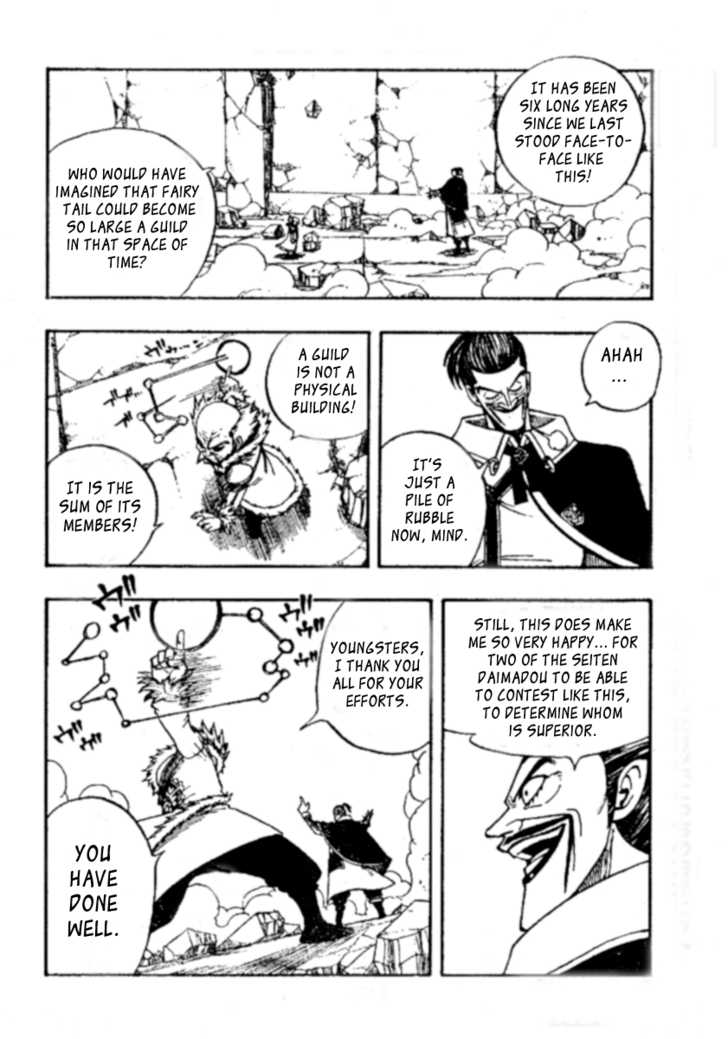 IT HAS BEEN
SIX LONG YEARS
SINCE WE LAST
STOOD FACE-TO-
FACE LIKE
THIS!
WHO WOULD HAVE
IMAGINED THAT FAIRY
TAIL COULD BECOME
SO LARGE A GUILD
IN THAT SPACE OF
TIME?
AHAH
...
IT'S
JUST A
PILE OF
RUBBLE
NOW, MIND.
A GUILD
IS NOT A
PHYSICAL
BUILDING!
IT IS THE
SUM OF ITS
MEMBERS!
STILL, THIS DOES MAKE
ME SO VERY HAPPY... FOR
TWO OF THE SEITEN
DAIMADOU TO BE ABLE
TO CONTEST LIKE THIS,
TO DETERMINE WHOM
IS SUPERIOR.
YOUNGSTERS,
I THANK YOU
ALL FOR YOUR
EFFORTS.
YOU
HAVE
DONE
WELL.